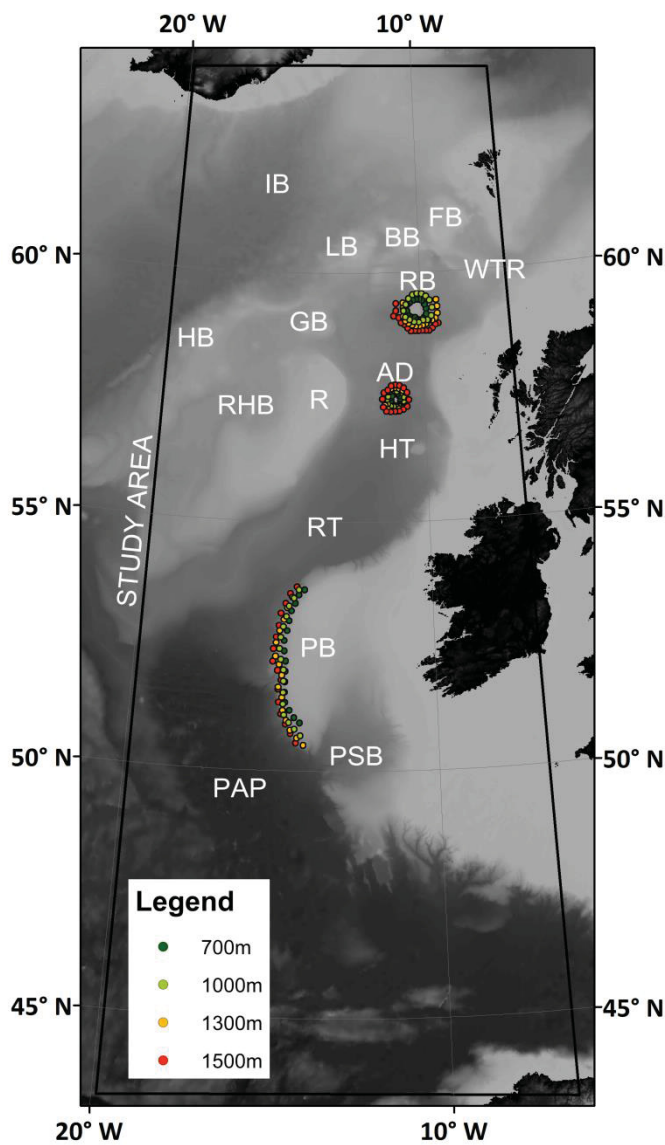 20° W 10° W
IB
FB
BB
LB
60° N 60° N
WTR
RB
GB
HB
AD
RHB R
HT
55° N 55° N
RT
STUDY AREA
PB
50° N PSB 50° N
PAP
Legend
700m
1000m
45° N 45° N
1300m
1500m
20° W 10° W